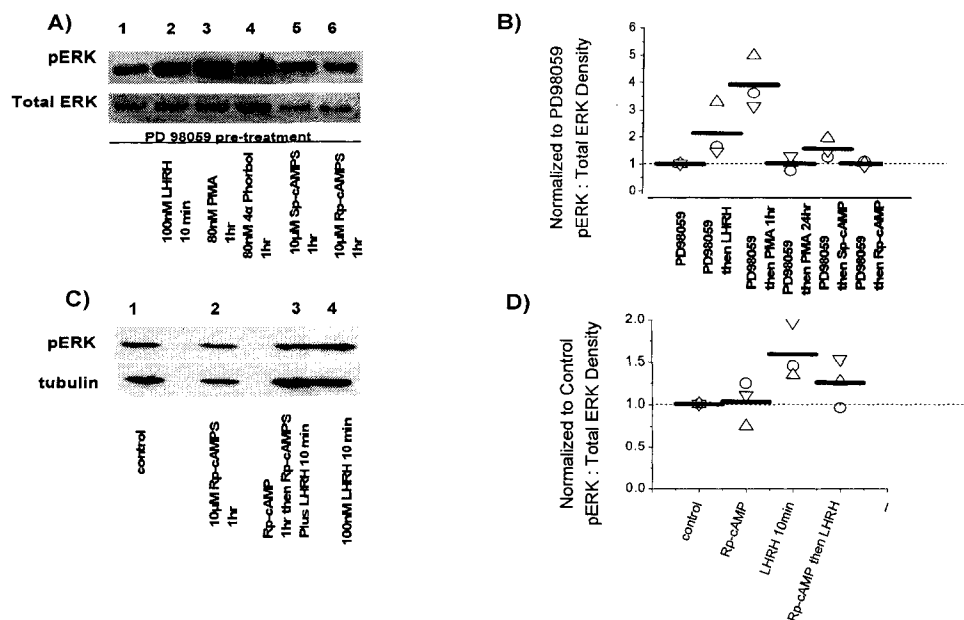 A)
1 2 3 4 5 6
pERK
Total ERK
PD 98059 pre-treatment
100nM LHRH
10 min
80nM PMA
1hr
80nM 4α Phorbol
1hr
10µM Sp-cAMPS
1hr
10µM Rp-cAMPS
1hr
B)
Normalized to PD98059
pERK : Total ERK Density
6
5
4
3
2
1
0
PD98059
PD98059
then LHRH
PD98059
then PMA 1hr
PD98059
then PMA 24hr
PD98059
then Sp-cAMP
PD98059
then Rp-cAMP
C)
1 2 3 4
pERK
tubulin
control
10µM Rp-cAMPS
1hr
Rp-cAMP
1hr then Rp-cAMPS
Plus LHRH 10 min
100nM LHRH 10 min
D)
Normalized to Control
pERK : Total ERK Density
2.0
1.5
1.0
0.5
0.0
control
Rp-cAMP
LHRH 10min
Rp-cAMP then LHRH
/